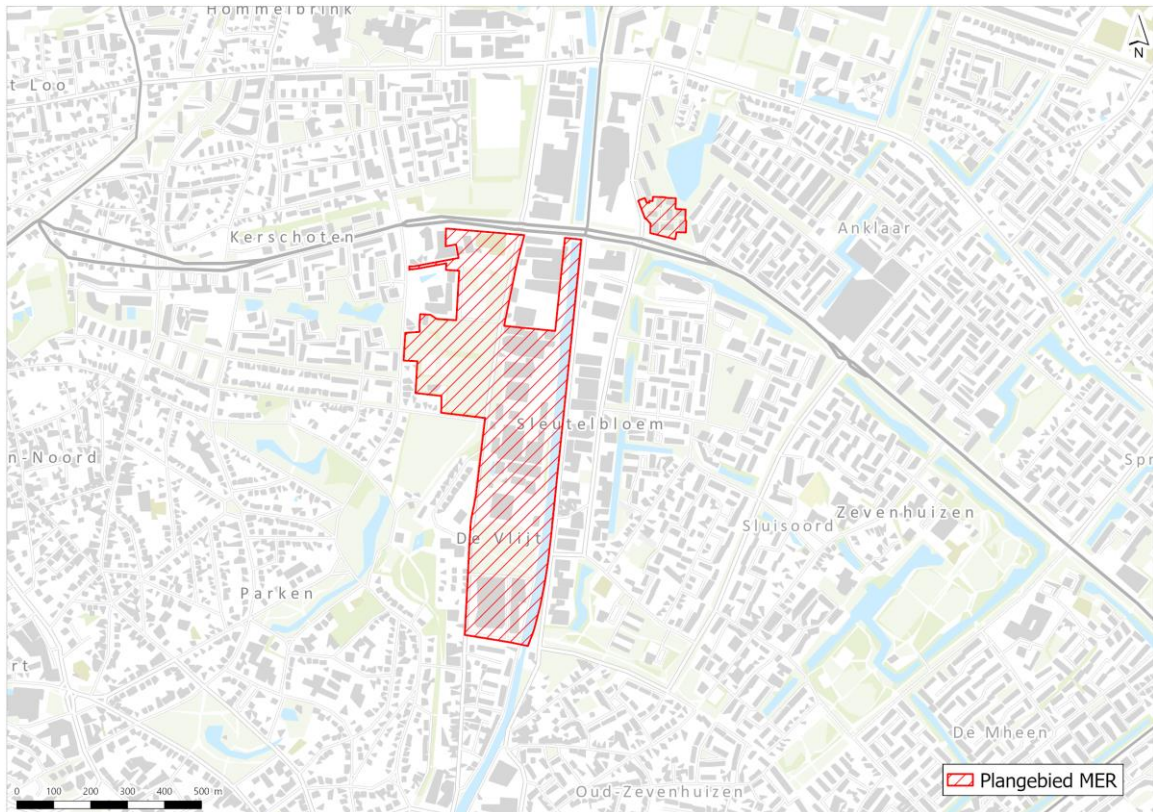 Hommelbrink
N
t Loo
Kerschoten
Anklaar
Sleutelbloem
n-Noord
Spr
Zevenhuizen
Sluisoord
De Vlijt
Parken
ort
De Mheen
Plangebied MER
Oud-Zevenhuizen
0 100 200 300 400 500 m